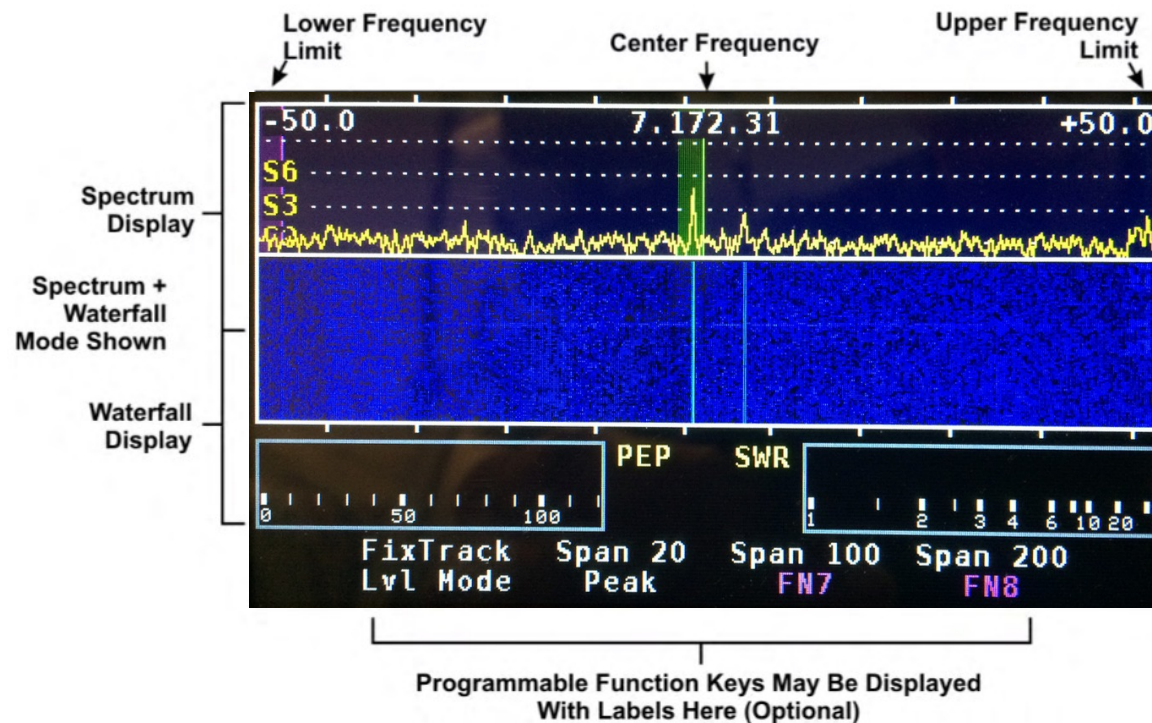 Lower Frequency
Limit
Center Frequency
Upper Frequency
Limit
-50.0 7.172.31 +50.0
S6
S3
Spectrum
Display
Spectrum +
Waterfall
Mode Shown
Waterfall
Display
PEP SWR
0 50 100
1 2 3 4 6 10 20
FixTrack Span 20 Span 100 Span 200
Lvl Mode Peak FN7 FN8
Programmable Function Keys May Be Displayed
With Labels Here (Optional)